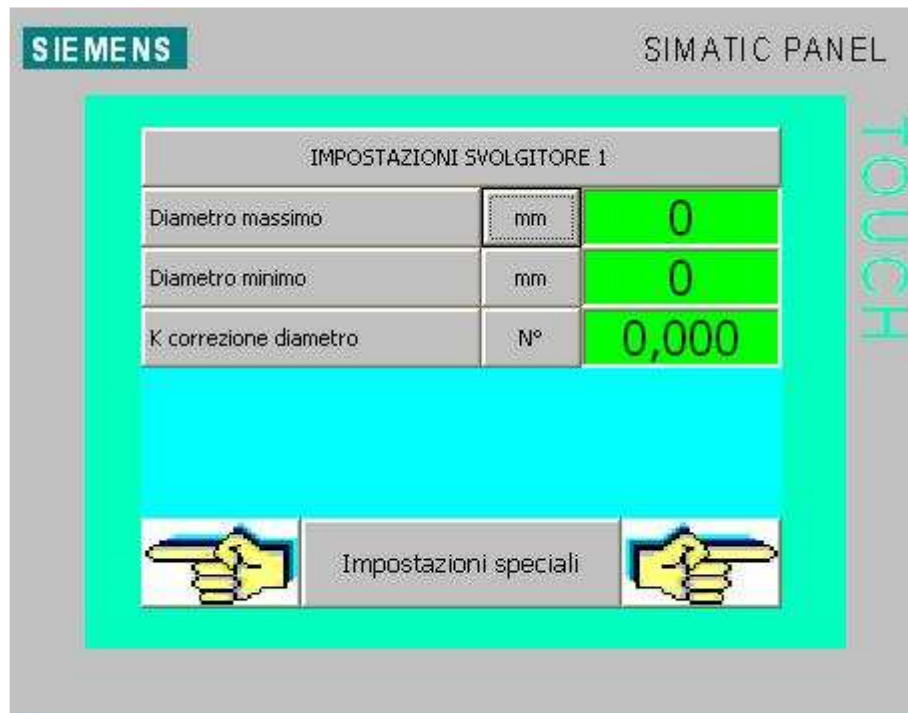 SIEMENS
SIMATIC PANEL
TOUCH
IMPOSTAZIONI SVOLGITORE 1
Diametro massimo mm 0
Diametro minimo mm 0
K correzione diametro N° 0,000
Impostazioni speciali